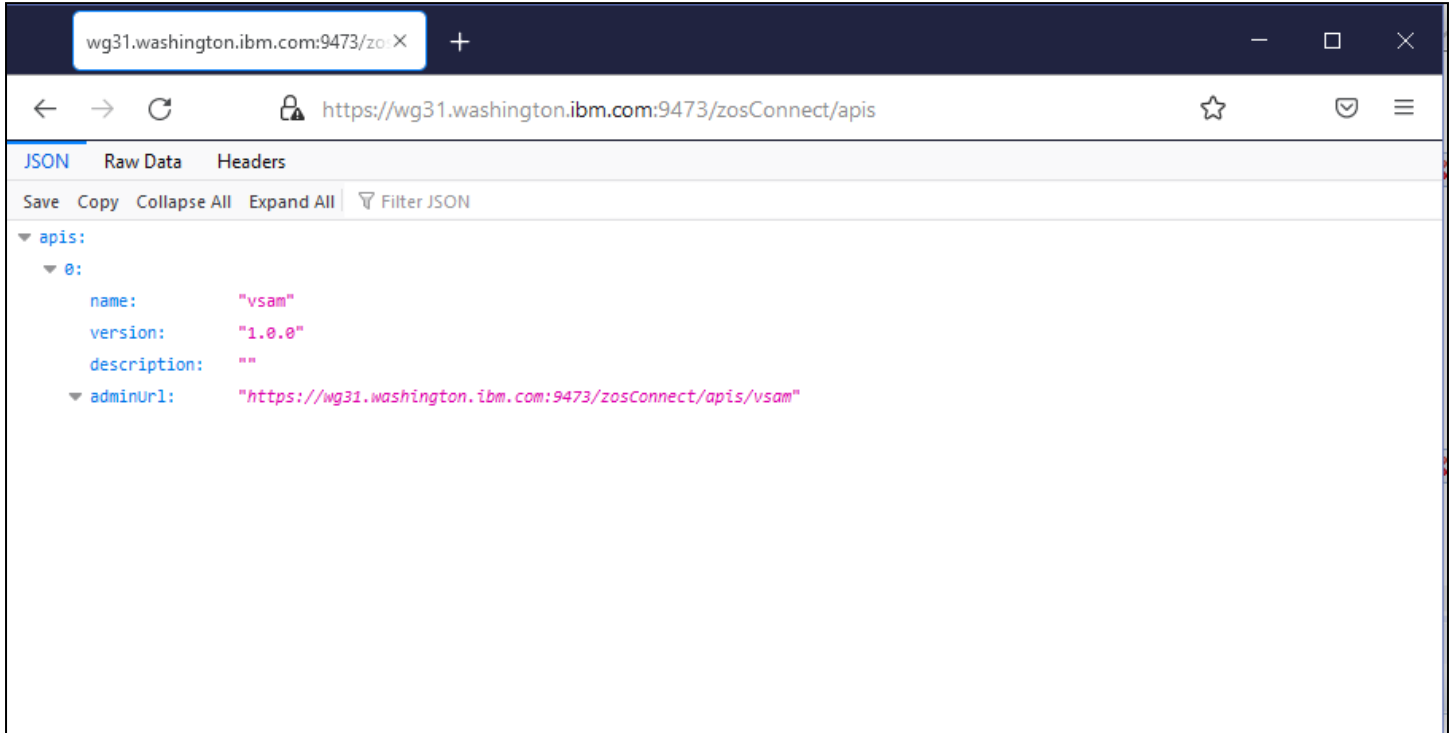 wg31.washington.ibm.com:9473/zo
https://wg31.washington.ibm.com:9473/zosConnect/apis
JSON Raw Data Headers
Save Copy Collapse All Expand All Filter JSON
apis:
0:
name: "vsam"
version: "1.0.0"
description: ""
adminUrl: "https://wg31.washington.ibm.com:9473/zosConnect/apis/vsam"